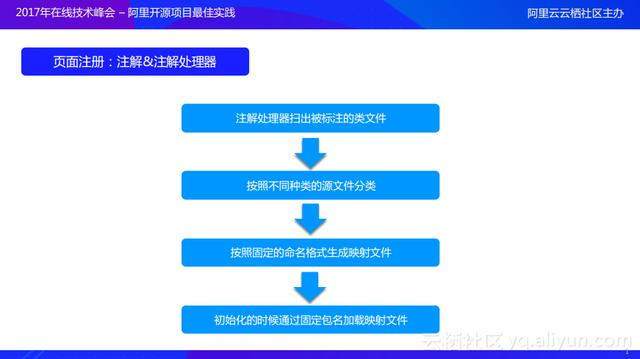 2017年在线技术峰会 – 阿里开源项目最佳实践
阿里云云栖社区主办
页面注册：注解&注解处理器
注解处理器扫出被标注的类文件
按照不同种类的源文件分类
按照固定的命名格式生成映射文件
初始化的时候通过固定包名加载映射文件
云栖社区 yq.aliyun.com